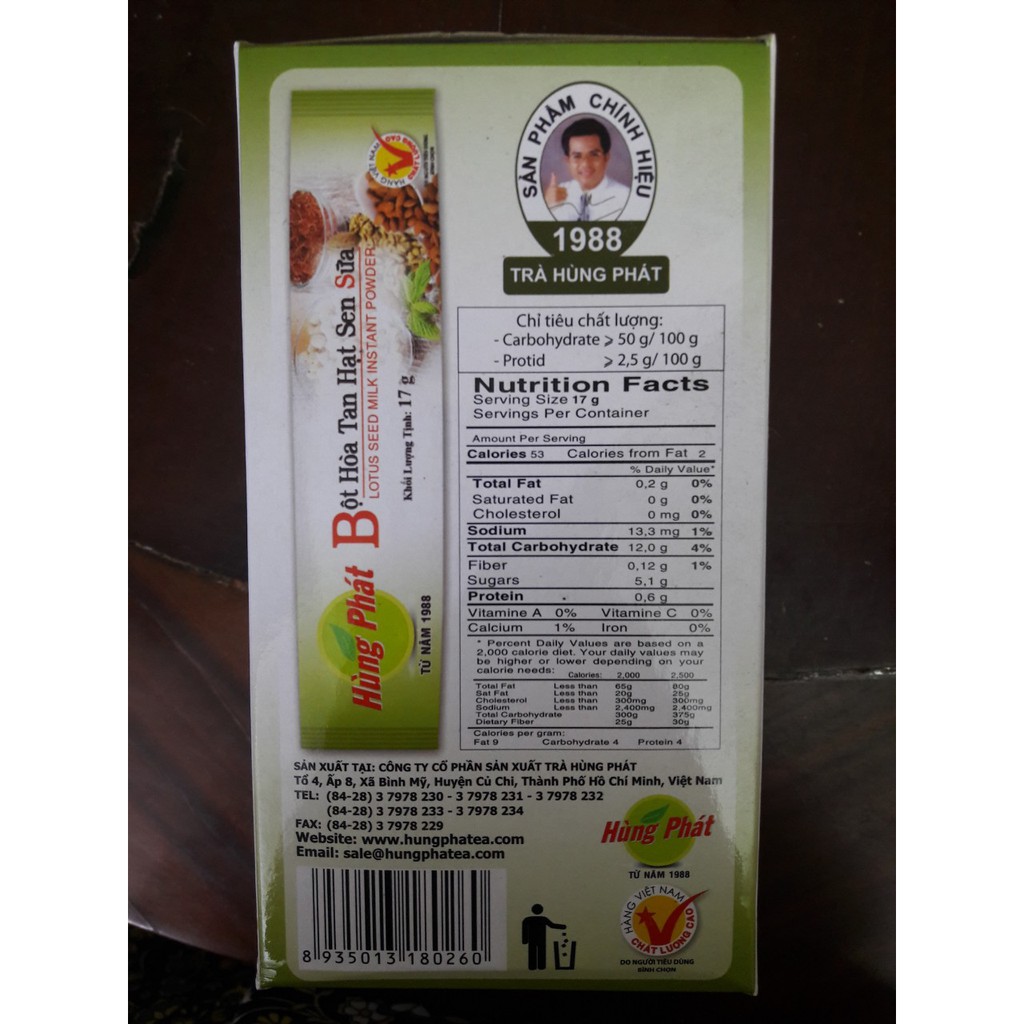 SẢN PHẨM CHÍNH HIỆU
1988
TRÀ HÙNG PHÁT
HÀNG VIỆT NAM
CHẤT LƯỢNG CAO
Bột Hòa Tan Hạt Sen Sữa
LOTUS SEED MILK INSTANT POWDER
Khối Lượng Tịnh: 17 g
Hùng Phát
TỪ NĂM 1988
Chỉ tiêu chất lượng:
- Carbohydrate ⩾ 50 g/ 100 g
- Protid ⩾ 2,5 g/ 100 g
Nutrition Facts
Serving Size 17 g
Servings Per Container
Amount Per Serving
Calories 53 Calories from Fat 2
% Daily Value*
Total Fat 0,2 g 0%
Saturated Fat 0 g 0%
Cholesterol 0 mg 0%
Sodium 13,3 mg 1%
Total Carbohydrate 12,0 g 4%
Fiber 0,12 g 1%
Sugars 5,1 g
Protein 0,6 g
Vitamine A 0% Vitamine C 0%
Calcium 1% Iron 0%
* Percent Daily Values are based on a
2,000 calorie diet. Your daily values may
be higher or lower depending on your
calorie needs: Calories: 2,000 2,500
Total Fat Less than 65g 80g
Sat Fat Less than 20g 25g
Cholesterol Less than 300mg 300mg
Sodium Less than 2,400mg 2,400mg
Total Carbohydrate 300g 375g
Dietary Fiber 25g 30g
Calories per gram:
Fat 9 Carbohydrate 4 Protein 4
SẢN XUẤT TẠI: CÔNG TY CỔ PHẦN SẢN XUẤT TRÀ HÙNG PHÁT
Tổ 4, Ấp 8, Xã Bình Mỹ, Huyện Củ Chi, Thành Phố Hồ Chí Minh, Việt Nam
TEL: (84-28) 3 7978 230 - 3 7978 231 - 3 7978 232
(84-28) 3 7978 233 - 3 7978 234
FAX: (84-28) 3 7978 229
Website: www.hungphatea.com
Email: sale@hungphatea.com
Hùng Phát
TỪ NĂM 1988
HÀNG VIỆT NAM
CHẤT LƯỢNG CAO
DO NGƯỜI TIÊU DÙNG
BÌNH CHỌN
8 935013 180260